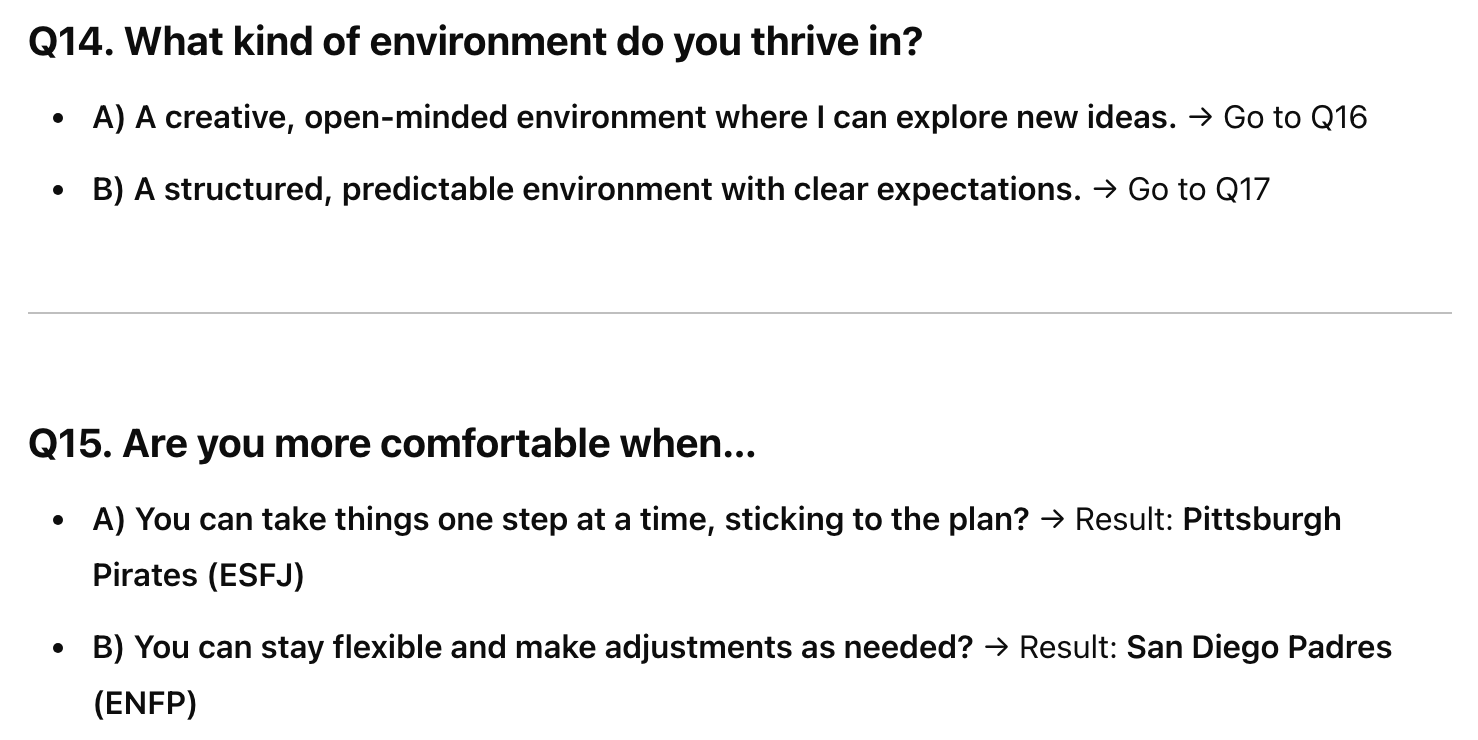 Q14. What kind of environment do you thrive in?
• A) A creative, open-minded environment where I can explore new ideas. → Go to Q16
• B) A structured, predictable environment with clear expectations. → Go to Q17
Q15. Are you more comfortable when...
• A) You can take things one step at a time, sticking to the plan? → Result: Pittsburgh
Pirates (ESFJ)
• B) You can stay flexible and make adjustments as needed? → Result: San Diego Padres
(ENFP)